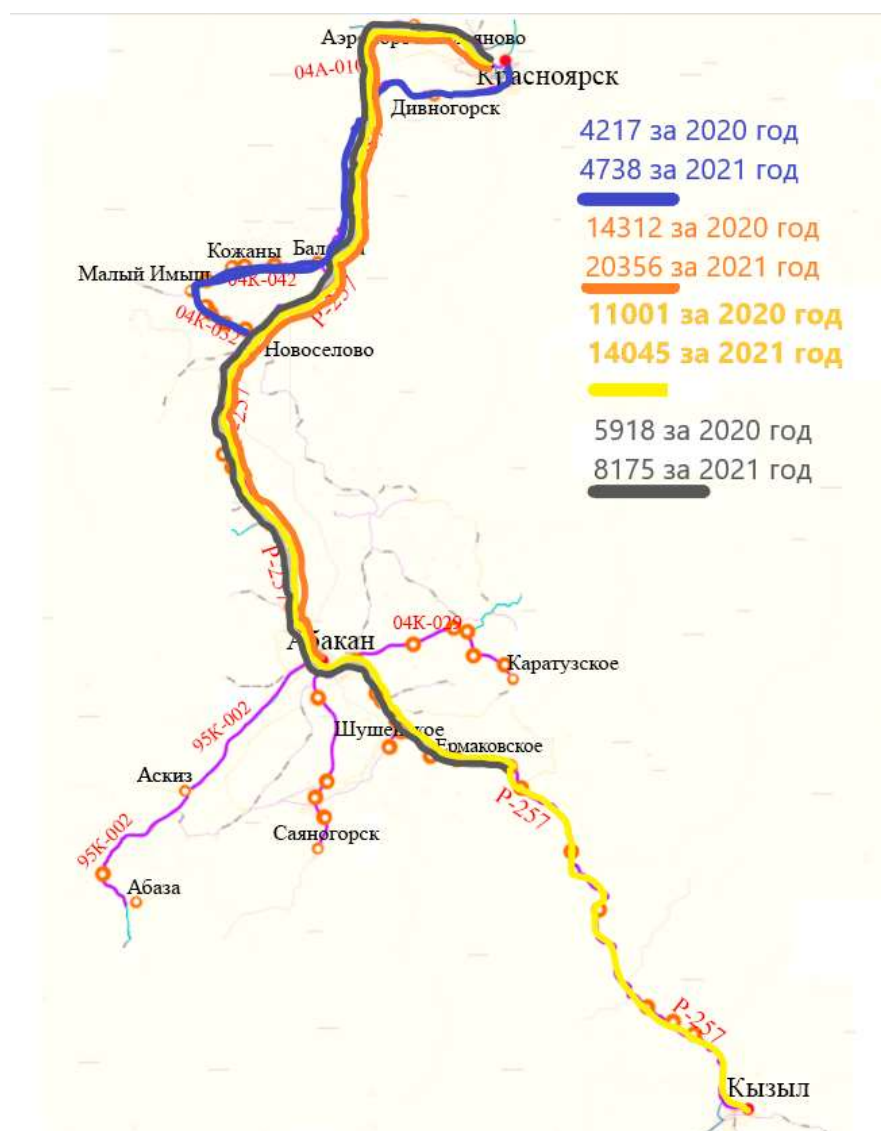 04А-010
Красноярск
Дивногорск
4217 за 2020 год
4738 за 2021 год
14312 за 2020 год
20356 за 2021 год
11001 за 2020 год
14045 за 2021 год
5918 за 2020 год
8175 за 2021 год
Кожаны
Малый Имыш
04К-042
Р-257
04К-032
Новоселово
Р-257
Абакан
04К-029
Каратузское
95К-002
Шушенское
Ермаковское
Аскиз
Р-257
Саяногорск
95К-002
Абаза
Р-257
Кызыл